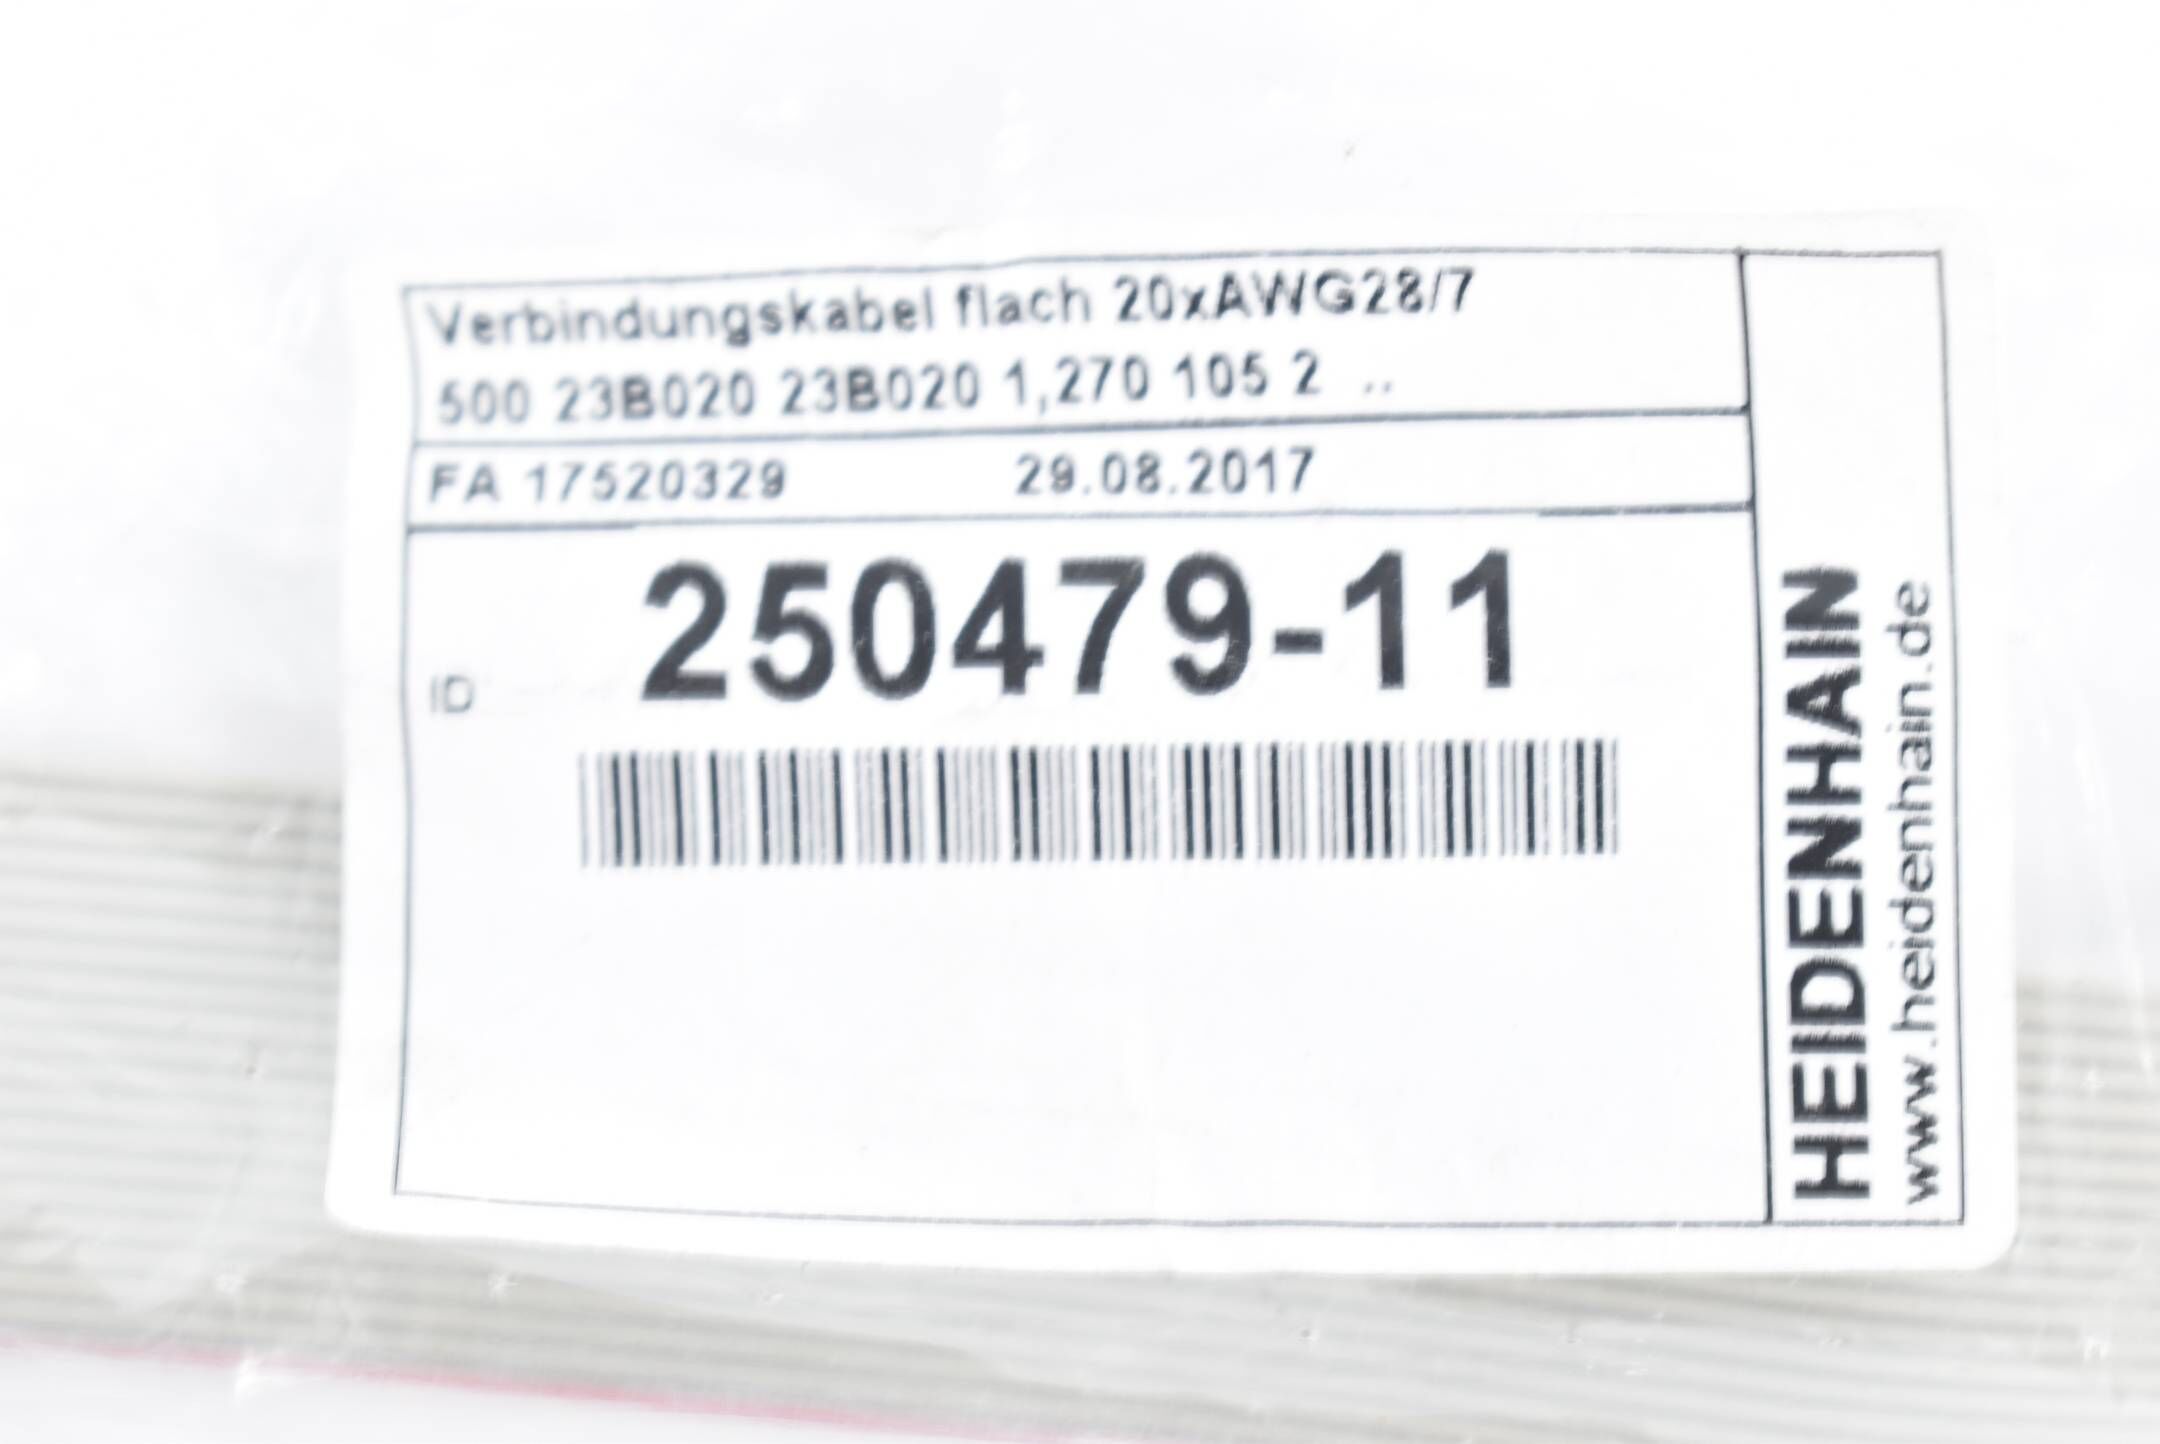 Verbindungskabel flach 20xAWG28/7
500 23B020 23B020 1,270 105 2 ..
FA 17520329 29.08.2017
ID 250479-11
HEIDENHAIN
www.heidenhain.de